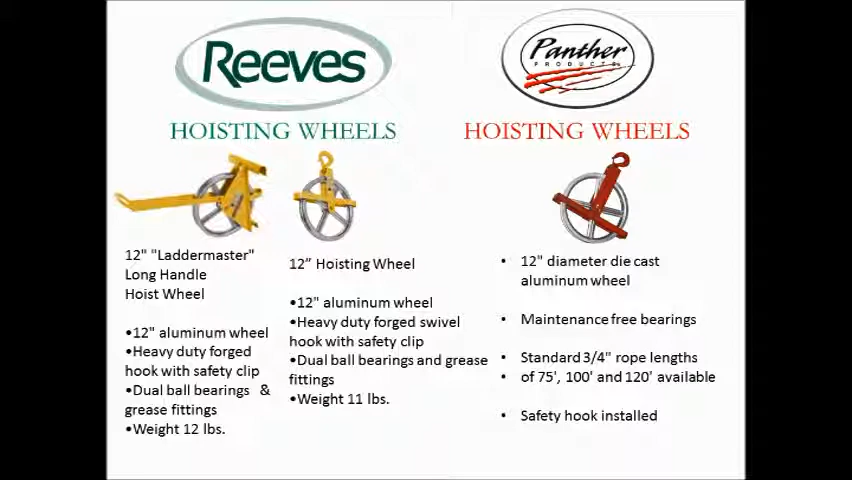 Reeves
HOISTING WHEELS
12" "Laddermaster"
Long Handle
Hoist Wheel
•12" aluminum wheel
•Heavy duty forged
hook with safety clip
•Dual ball bearings &
grease fittings
•Weight 12 lbs.
12” Hoisting Wheel
•12" aluminum wheel
•Heavy duty forged swivel
hook with safety clip
•Dual ball bearings and grease
fittings
•Weight 11 lbs.
Panther
PRODUCTS
HOISTING WHEELS
• 12" diameter die cast
aluminum wheel
• Maintenance free bearings
• Standard 3/4" rope lengths
• of 75', 100' and 120' available
• Safety hook installed